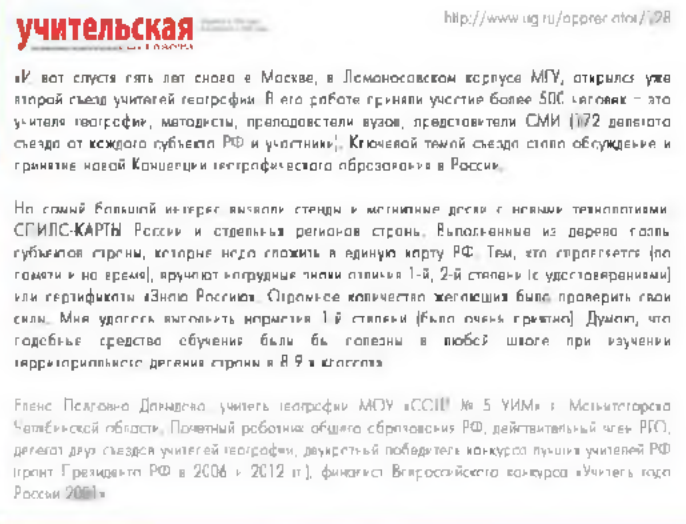 учительская
http://www.ug.ru/appreciator/
«И вот спустя пять лет снова в Москве, в Ломоносовском корпусе МГУ, открылся уже
второй съезд учителей географии. В его работе приняли участие более 500 человек – это
учителя географии, методисты, преподаватели вузов, представители СМИ (172 делегата
съезда от каждого субъекта РФ и участники). Ключевой темой съезда стало обсуждение и
принятие новой Концепции географического образования в России.
Но самый большой интерес вызвали стенды и магнитные доски с новыми технологиями
СПИЛС-КАРТЫ России и отдельных регионов страны. Выполненные из дерева пазлы
субъектов страны, которые надо сложить в единую карту РФ. Тем, кто справляется (по
памяти и на время), вручают нагрудные знаки отличия 1-й, 2-й степени (с удостоверениями)
или сертификаты «Знаю Россию». Огромное количество желающих было проверить свои
силы. Мне удалось выполнить норматив 1-й степени (было очень приятно). Думаю, что
подобные средства обучения были бы полезны в любой школе при изучении
территориального деления страны в 8-9-х классах»
Елена Павловна Давыдова, учитель географии МОУ «СОШ № 5 УИМ» г. Магнитогорска
Челябинской области, Почетный работник общего образования РФ, действительный член РГО,
делегат двух съездов учителей географии, двукратный победитель конкурса лучших учителей РФ
(грант Президента РФ в 2006 и 2012 гг.), финалист Всероссийского конкурса «Учитель года
России 2001»